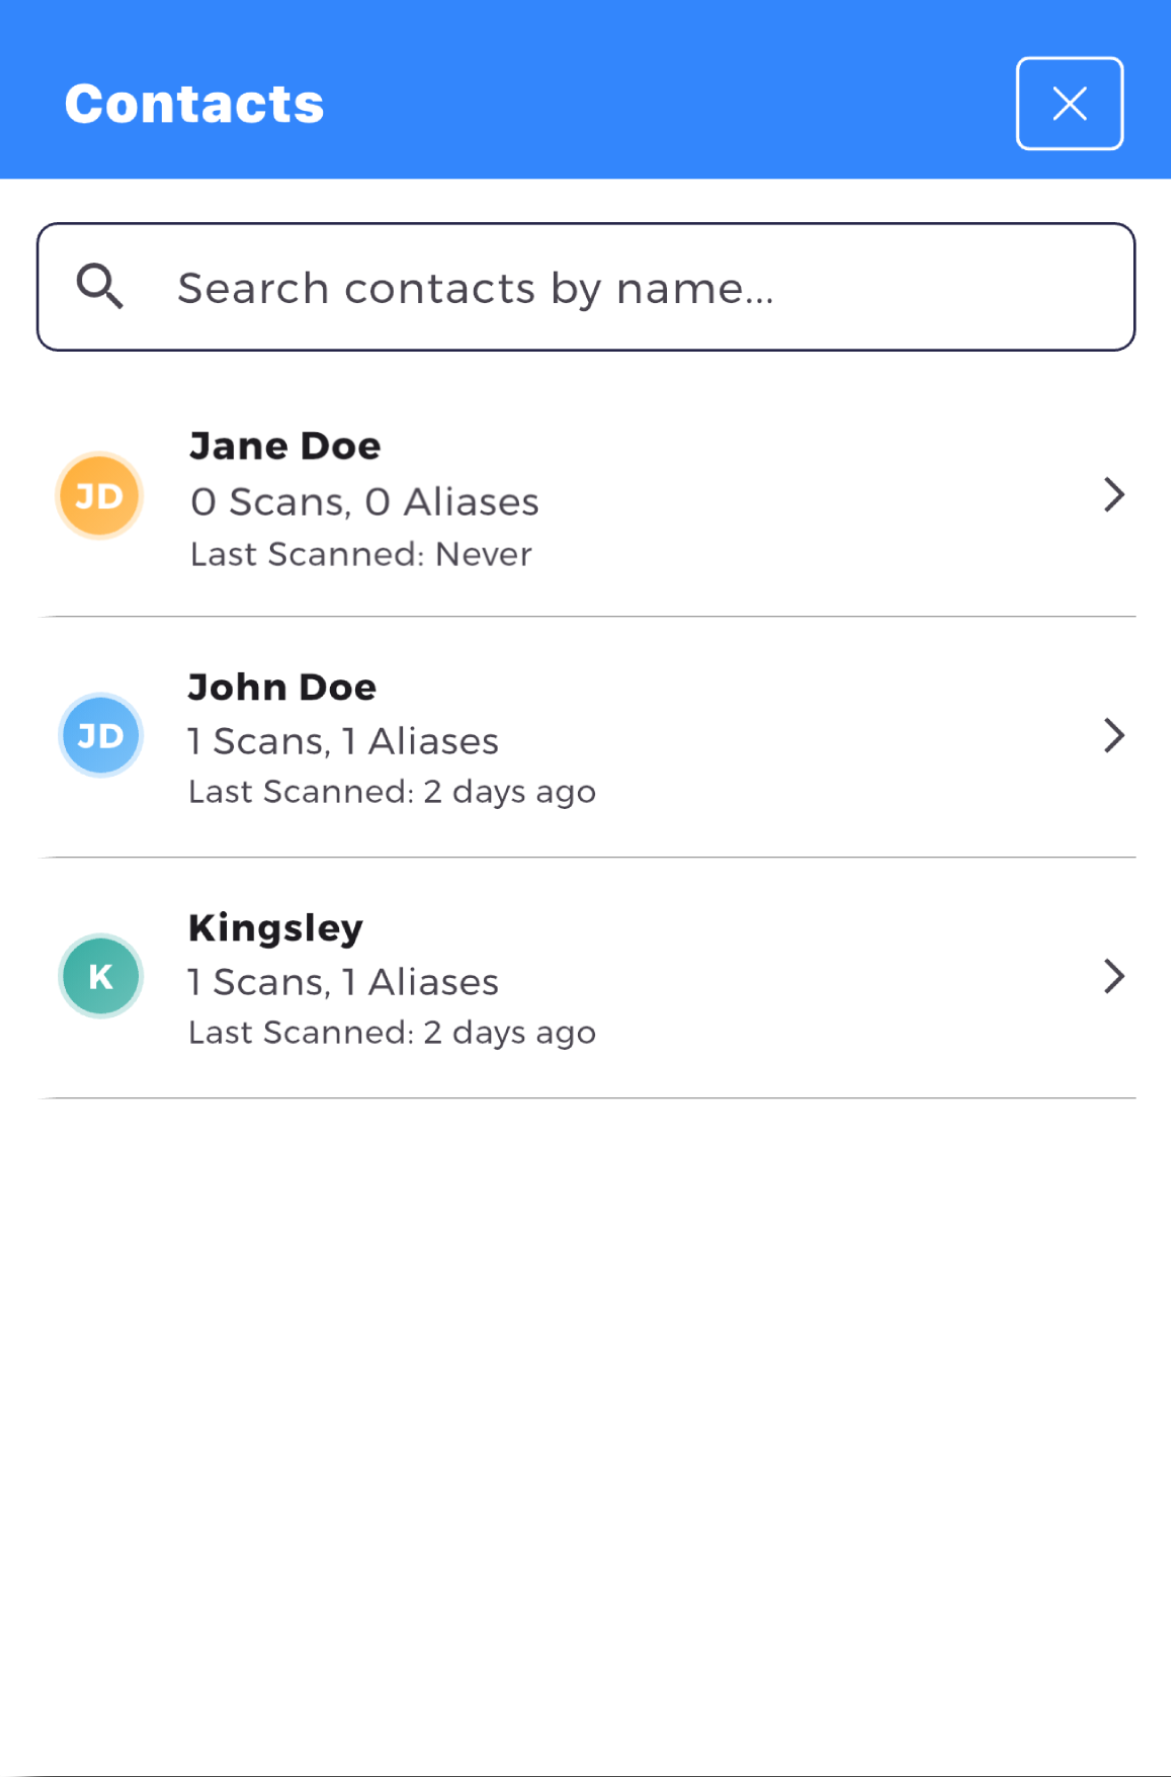 Contacts
Search contacts by name...
JD
Jane Doe
0 Scans, 0 Aliases
Last Scanned: Never
JD
John Doe
1 Scans, 1 Aliases
Last Scanned: 2 days ago
K
Kingsley
1 Scans, 1 Aliases
Last Scanned: 2 days ago